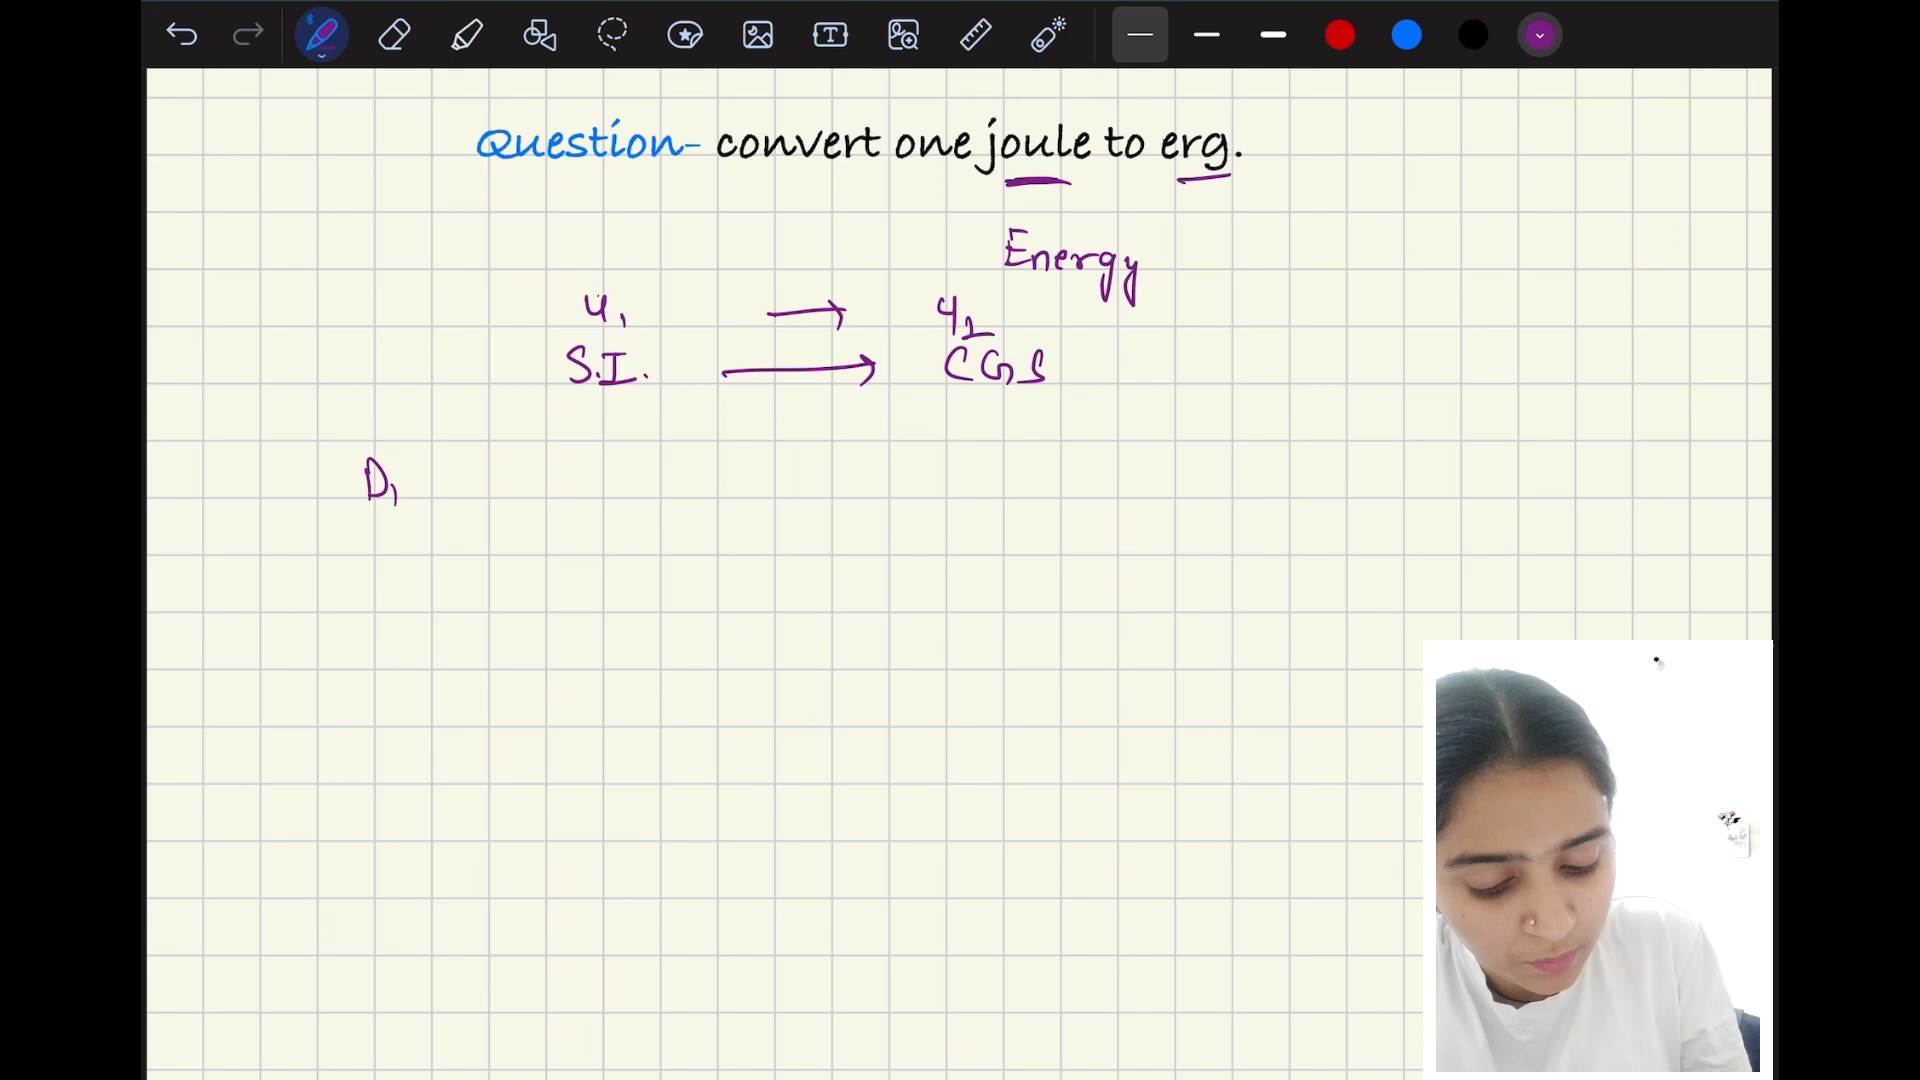 Question- convert one joule to erg.
Energy
u₁ → u₂
S.I. → CGS
D₁